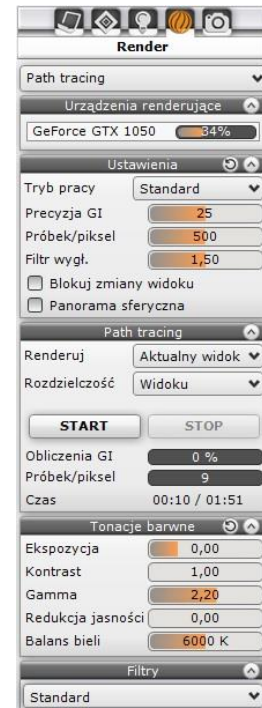 Render
Path tracing
Urządzenia renderujące
GeForce GTX 1050 34%
Ustawienia
Tryb pracy Standard
Precyzja GI 25
Próbek/piksel 500
Filtr wygł. 1,50
Blokuj zmiany widoku
Panorama sferyczna
Path tracing
Renderuj Aktualny widok
Rozdzielczość Widoku
START STOP
Obliczenia GI 0 %
Próbek/piksel 9
Czas 00:10 / 01:51
Tonacje barwne
Ekspozycja 0,00
Kontrast 1,00
Gamma 2,20
Redukcja jasności 0,00
Balans bieli 6000 K
Filtry
Standard